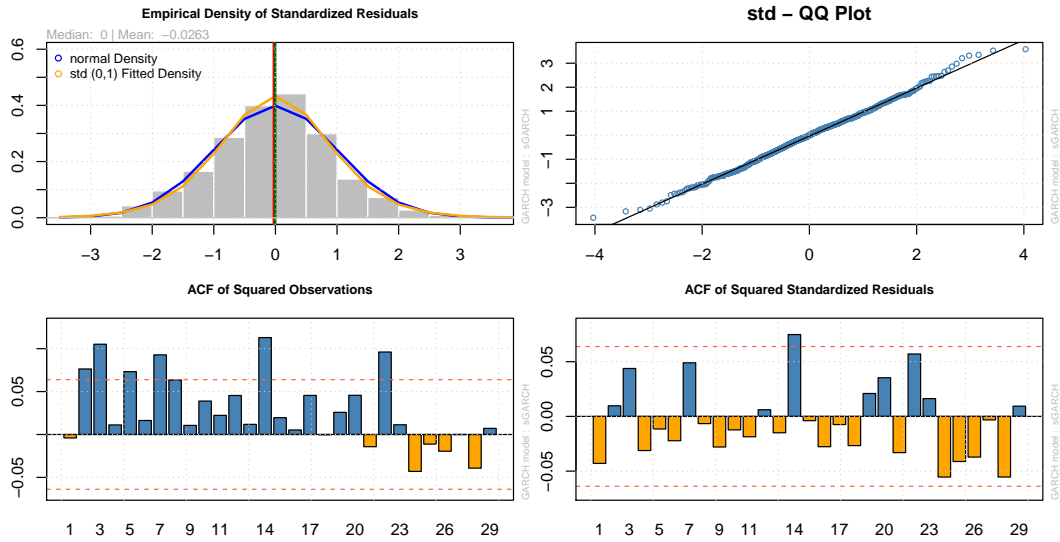 Empirical Density of Standardized Residuals
Median: 0 | Mean: −0.0263
normal Density
std (0,1) Fitted Density
0.0 0.2 0.4 0.6
−3 −2 −1 0 1 2 3
GARCH model : sGARCH
std − QQ Plot
−3 −1 1 2 3
−4 −2 0 2 4
GARCH model : sGARCH
ACF of Squared Observations
−0.05 0.05
1 3 5 7 9 11 14 17 20 23 26 29
GARCH model : sGARCH
ACF of Squared Standardized Residuals
−0.05 0.00 0.05
1 3 5 7 9 11 14 17 20 23 26 29
GARCH model : sGARCH